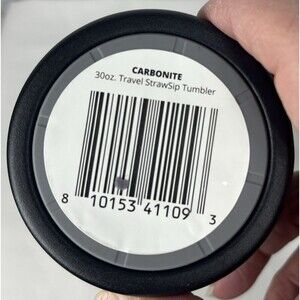 CARBONITE
30oz. Travel StrawSip Tumbler
8 10153 41109 3